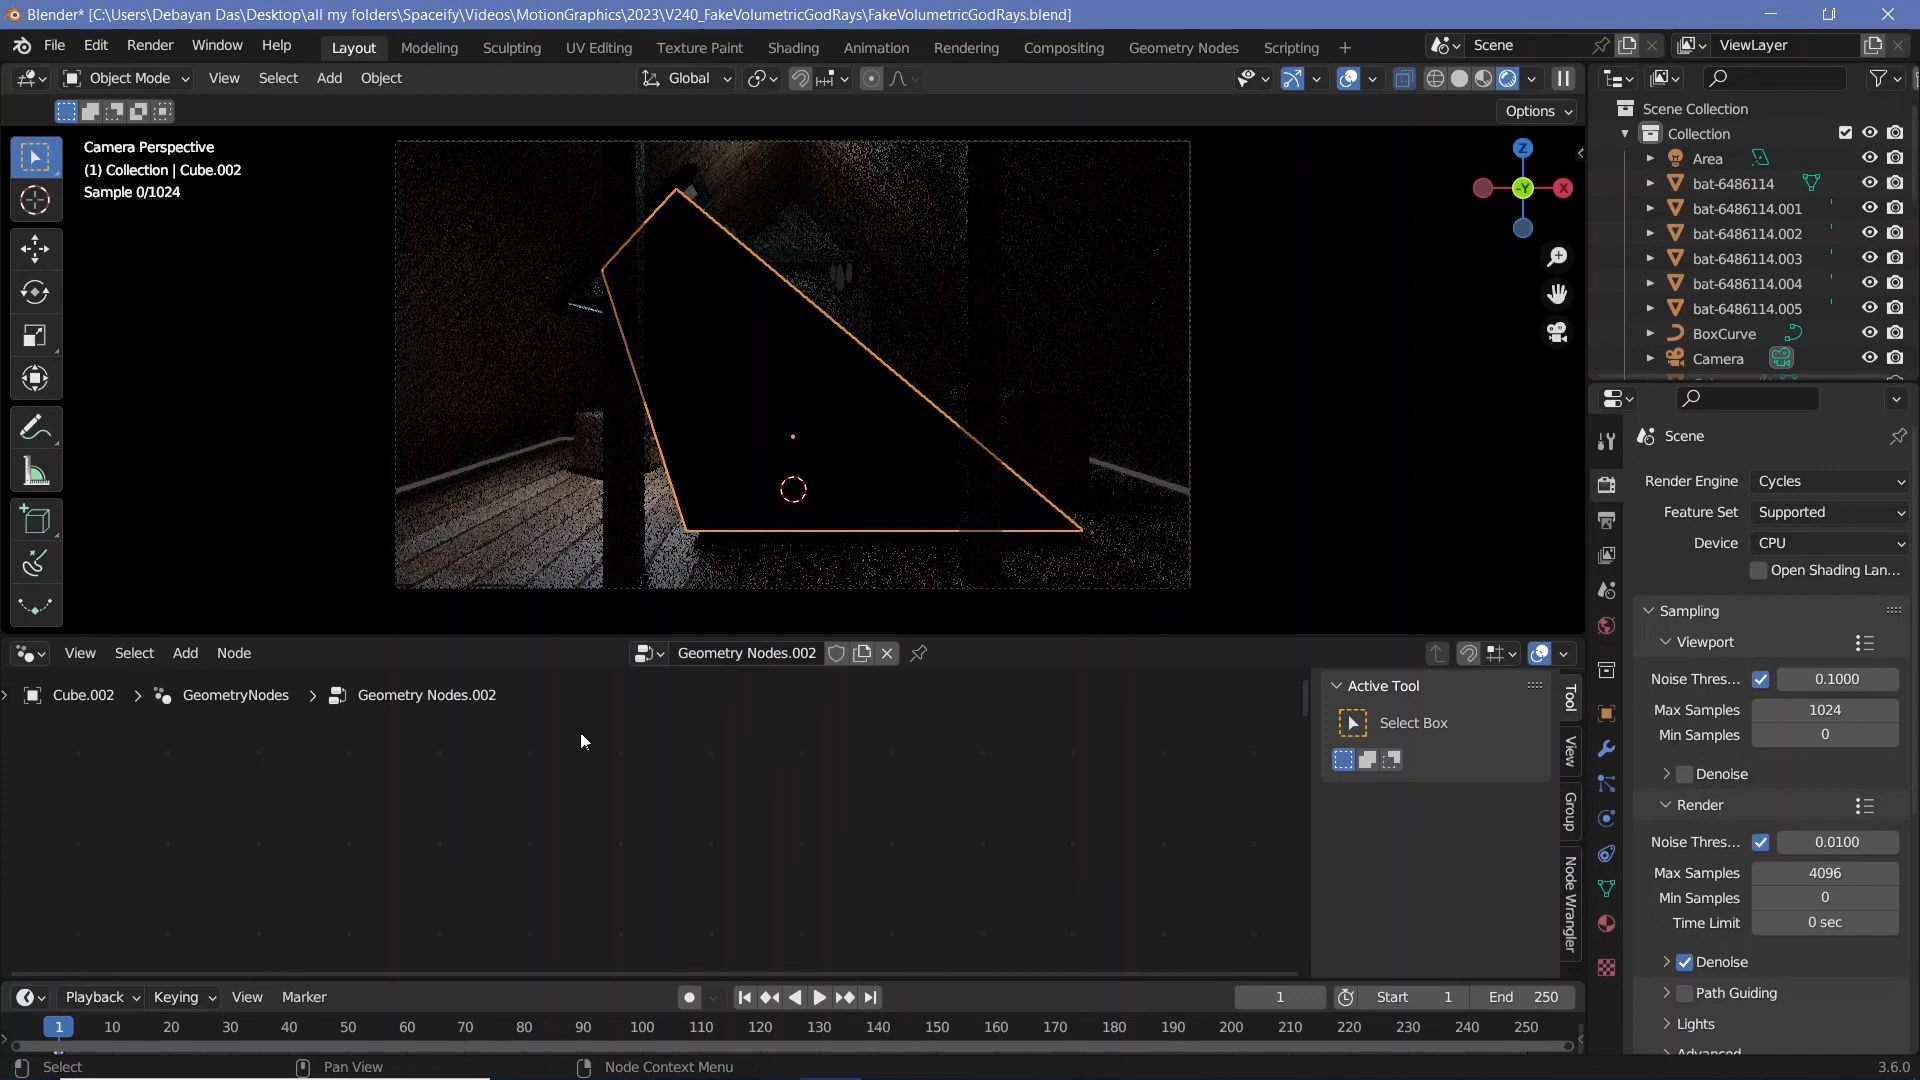 Blender* [C:\Users\Debayan Das\Desktop\all my folders\Spaceify\Videos\MotionGraphics\2023\V240_FakeVolumetricGodRays\FakeVolumetricGodRays.blend]
File Edit Render Window Help
Layout Modeling Sculpting UV Editing Texture Paint Shading Animation Rendering Compositing Geometry Nodes Scripting +
Scene
ViewLayer
Object Mode View Select Add Object
Global
Options
Camera Perspective
(1) Collection | Cube.002
Sample 0/1024
Z
X
-Y
Scene Collection
Collection
Area
bat-6486114
bat-6486114.001
bat-6486114.002
bat-6486114.003
bat-6486114.004
bat-6486114.005
BoxCurve
Camera
Scene
Render Engine Cycles
Feature Set Supported
Device CPU
Open Shading Lan...
Sampling
Viewport
Noise Thres... 0.1000
Max Samples 1024
Min Samples 0
Denoise
Render
Noise Thres... 0.0100
Max Samples 4096
Min Samples 0
Time Limit 0 sec
Denoise
Path Guiding
Lights
Advanced
View Select Add Node
Geometry Nodes.002
Cube.002 > GeometryNodes > Geometry Nodes.002
Active Tool
Select Box
Tool
View
Group
Node Wrangler
Playback Keying View Marker
1
Start 1
End 250
1 10 20 30 40 50 60 70 80 90 100 110 120 130 140 150 160 170 180 190 200 210 220 230 240 250
Select
Pan View
Node Context Menu
3.6.0